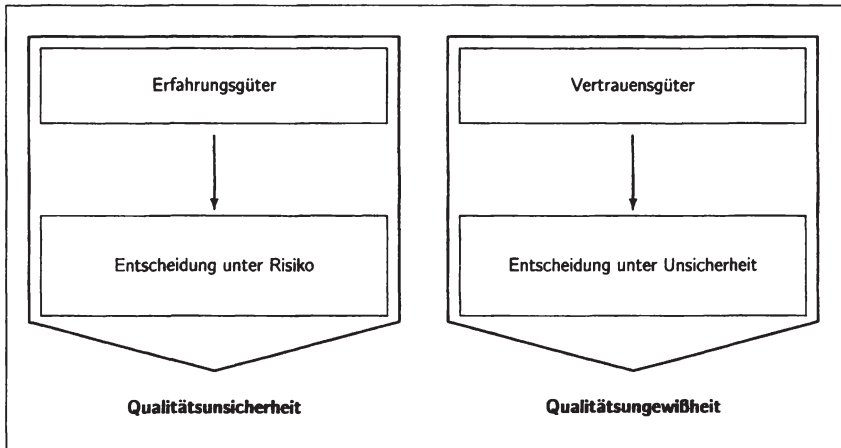 Erfahrungsgüter
Entscheidung unter Risiko
Qualitätsunsicherheit
Vertrauensgüter
Entscheidung unter Unsicherheit
Qualitätsungewißheit